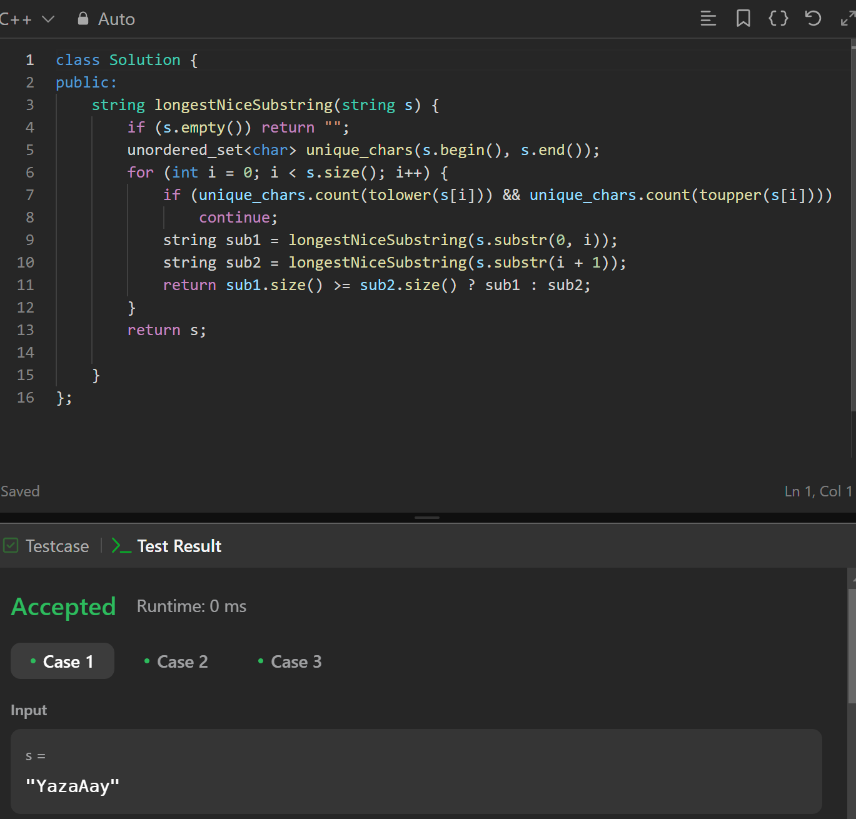 C++ Auto
1 class Solution {
2 public:
3     string longestNiceSubstring(string s) {
4         if (s.empty()) return "";
5         unordered_set<char> unique_chars(s.begin(), s.end());
6         for (int i = 0; i < s.size(); i++) {
7             if (unique_chars.count(tolower(s[i])) && unique_chars.count(toupper(s[i])))
8                 continue;
9             string sub1 = longestNiceSubstring(s.substr(0, i));
10             string sub2 = longestNiceSubstring(s.substr(i + 1));
11             return sub1.size() >= sub2.size() ? sub1 : sub2;
12         }
13         return s;
14
15     }
16 };
Saved Ln 1, Col 1
Testcase Test Result
Accepted Runtime: 0 ms
Case 1 Case 2 Case 3
Input
s =
"YazaAay"